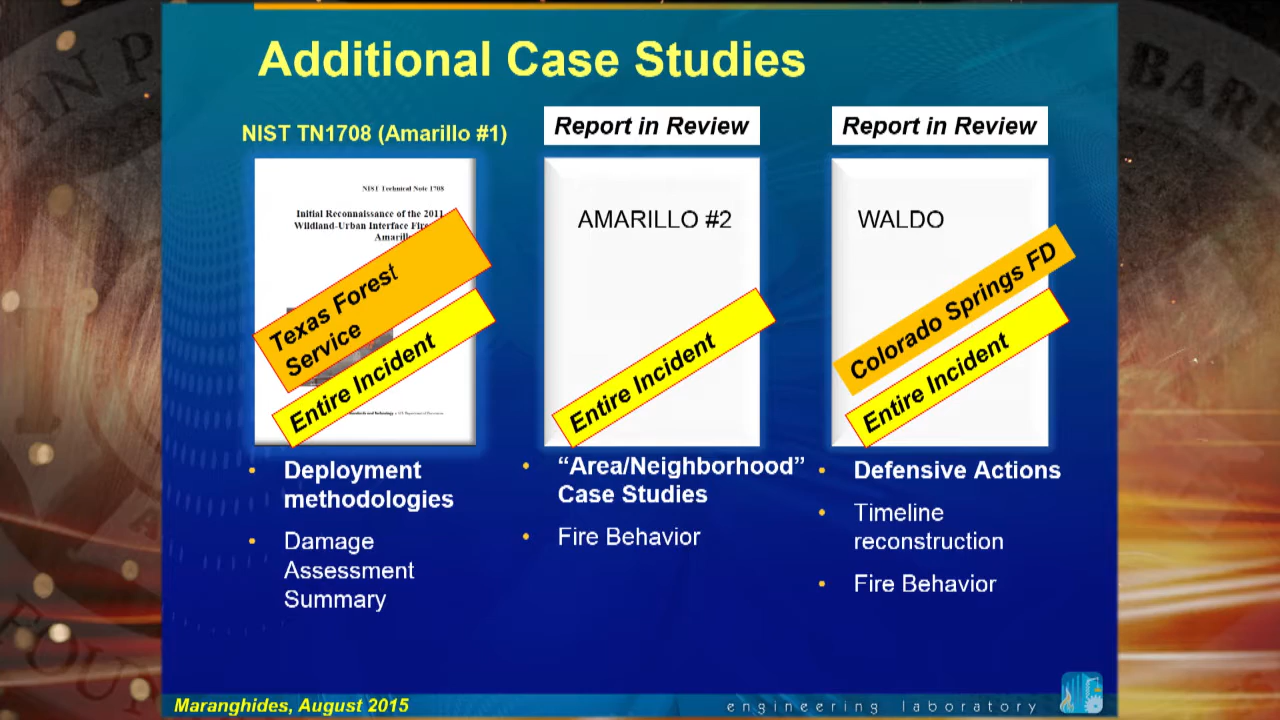 Additional Case Studies
NIST TN1708 (Amarillo #1)
NIST Technical Note 1708
Initial Reconnaissance of the 2011
Wildland-Urban Interface Fire
Amarillo
Texas Forest
Service
Entire Incident
Deployment
methodologies
Damage
Assessment
Summary
Report in Review
AMARILLO #2
Entire Incident
“Area/Neighborhood”
Case Studies
Fire Behavior
Report in Review
WALDO
Colorado Springs FD
Entire Incident
Defensive Actions
Timeline
reconstruction
Fire Behavior
Maranghides, August 2015
engineering laboratory
BAR